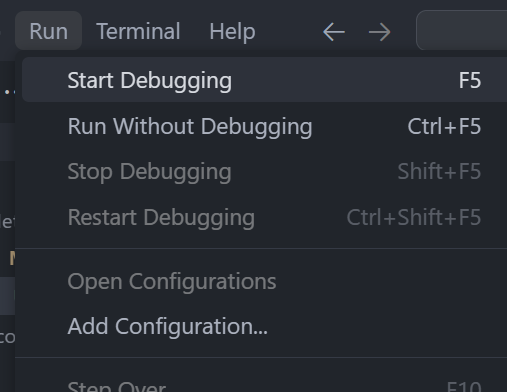 Run Terminal Help
Start Debugging F5
Run Without Debugging Ctrl+F5
Stop Debugging Shift+F5
Restart Debugging Ctrl+Shift+F5
Open Configurations
Add Configuration...
Step Over F10